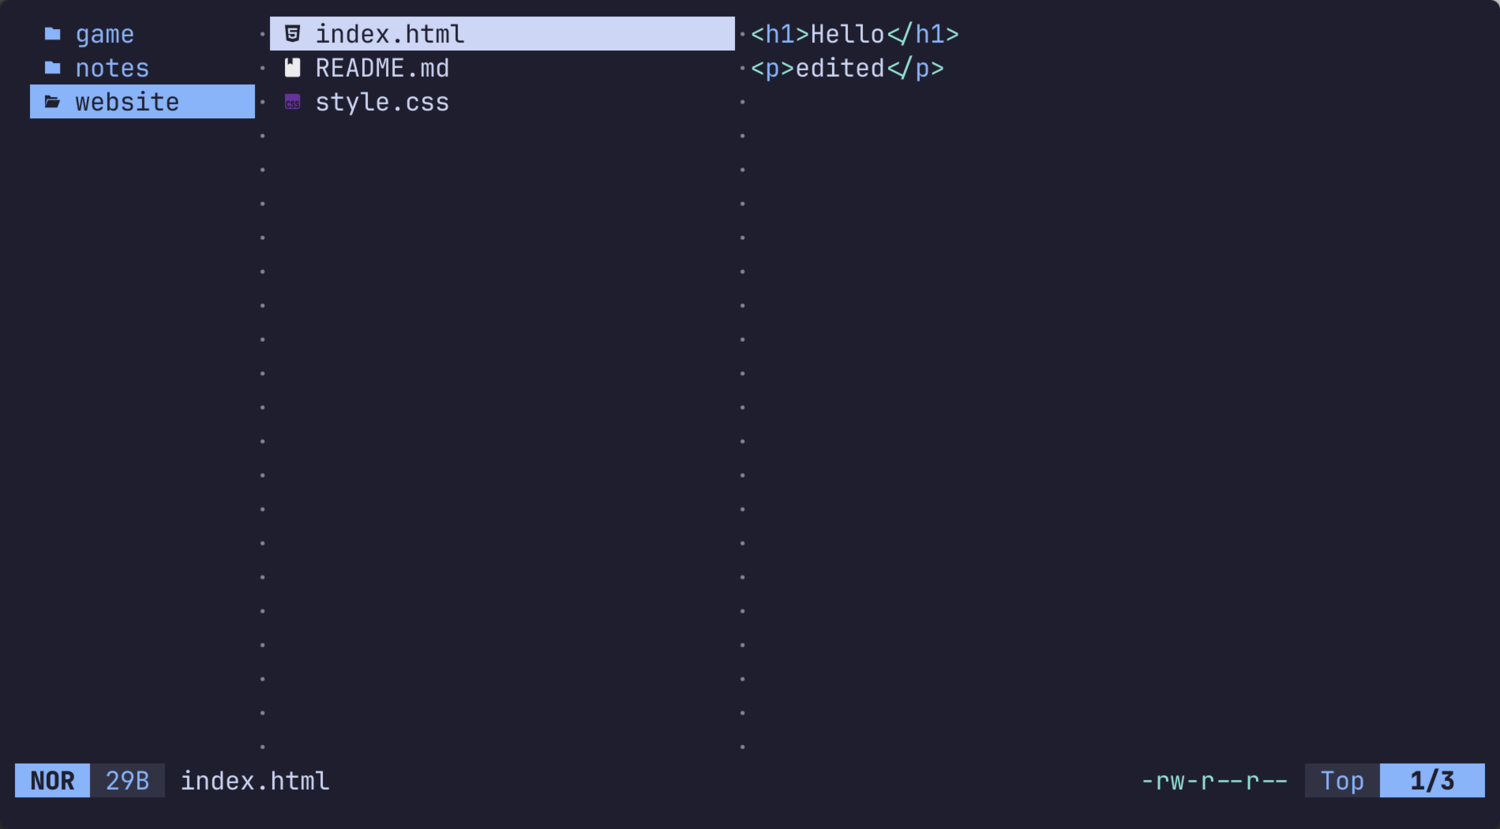 game
notes
website
index.html
README.md
style.css
<h1>Hello</h1>
<p>edited</p>
NOR 29B index.html -rw-r--r-- Top 1/3